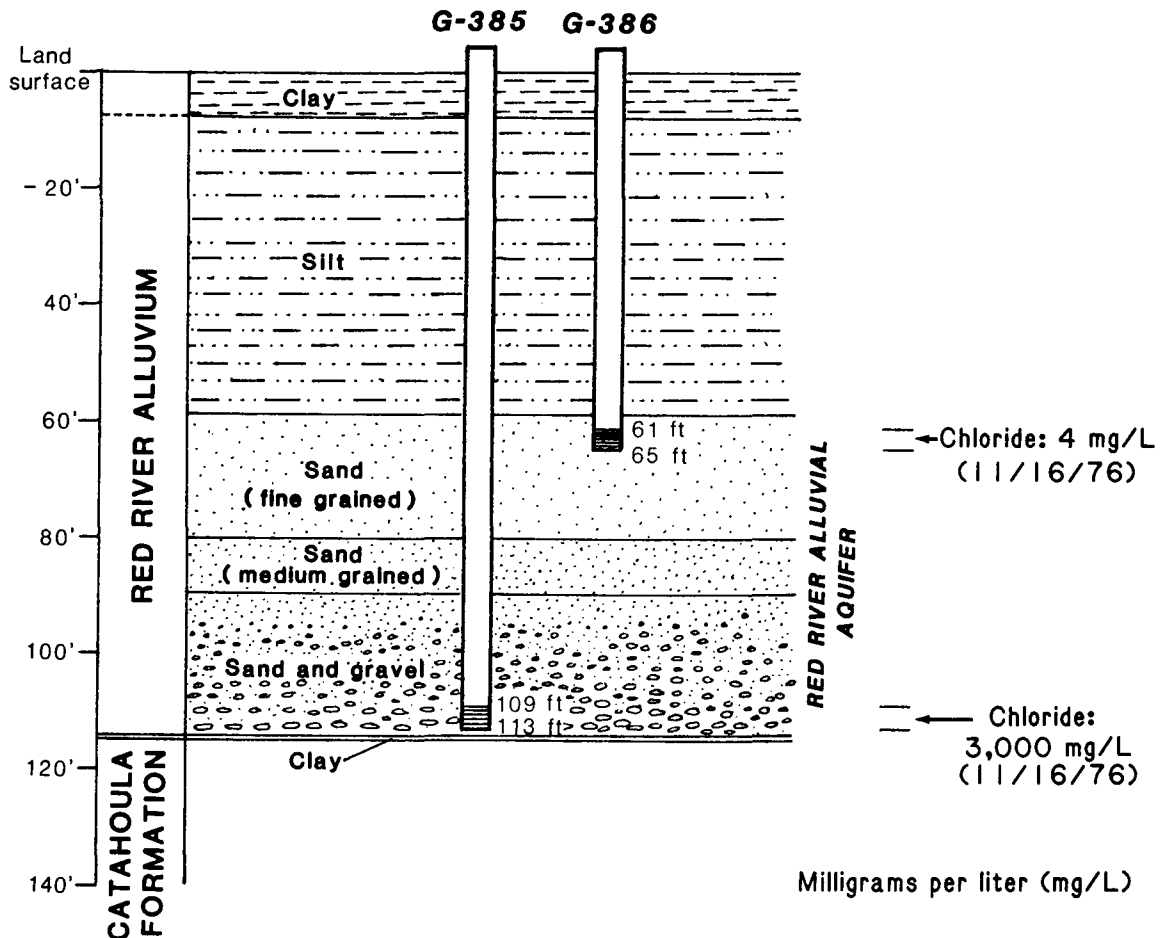 G-385 G-386
Land
surface
Clay
- 20'
Silt
40'
60'
61 ft
65 ft
Chloride: 4 mg/L
(11/16/76)
Sand
( fine grained )
80'
Sand
( medium grained )
100'
Sand and gravel
109 ft
113 ft
Chloride:
3,000 mg/L
(11/16/76)
Clay
120'
140'
RED RIVER ALLUVIUM
CATAHOULA
FORMATION
RED RIVER ALLUVIAL
AQUIFER
Milligrams per liter (mg/L)